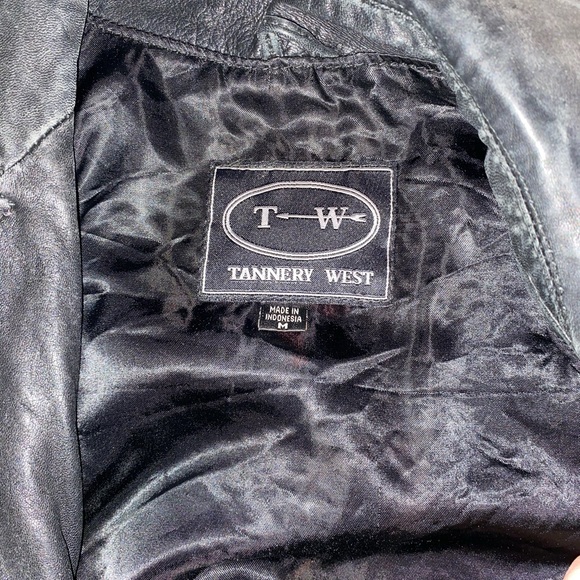 T W
TANNERY WEST
MADE IN
INDONESIA
M